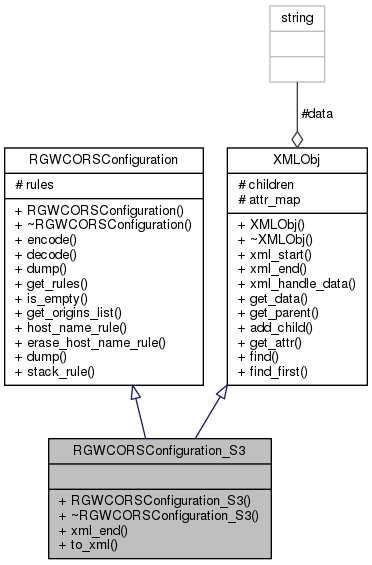 string
#data
RGWCORSConfiguration
# rules
+ RGWCORSConfiguration()
+ ~RGWCORSConfiguration()
+ encode()
+ decode()
+ dump()
+ get_rules()
+ is_empty()
+ get_origins_list()
+ host_name_rule()
+ erase_host_name_rule()
+ dump()
+ stack_rule()
XMLObj
# children
# attr_map
+ XMLObj()
+ ~XMLObj()
+ xml_start()
+ xml_end()
+ xml_handle_data()
+ get_data()
+ get_parent()
+ add_child()
+ get_attr()
+ find()
+ find_first()
RGWCORSConfiguration_S3
+ RGWCORSConfiguration_S3()
+ ~RGWCORSConfiguration_S3()
+ xml_end()
+ to_xml()